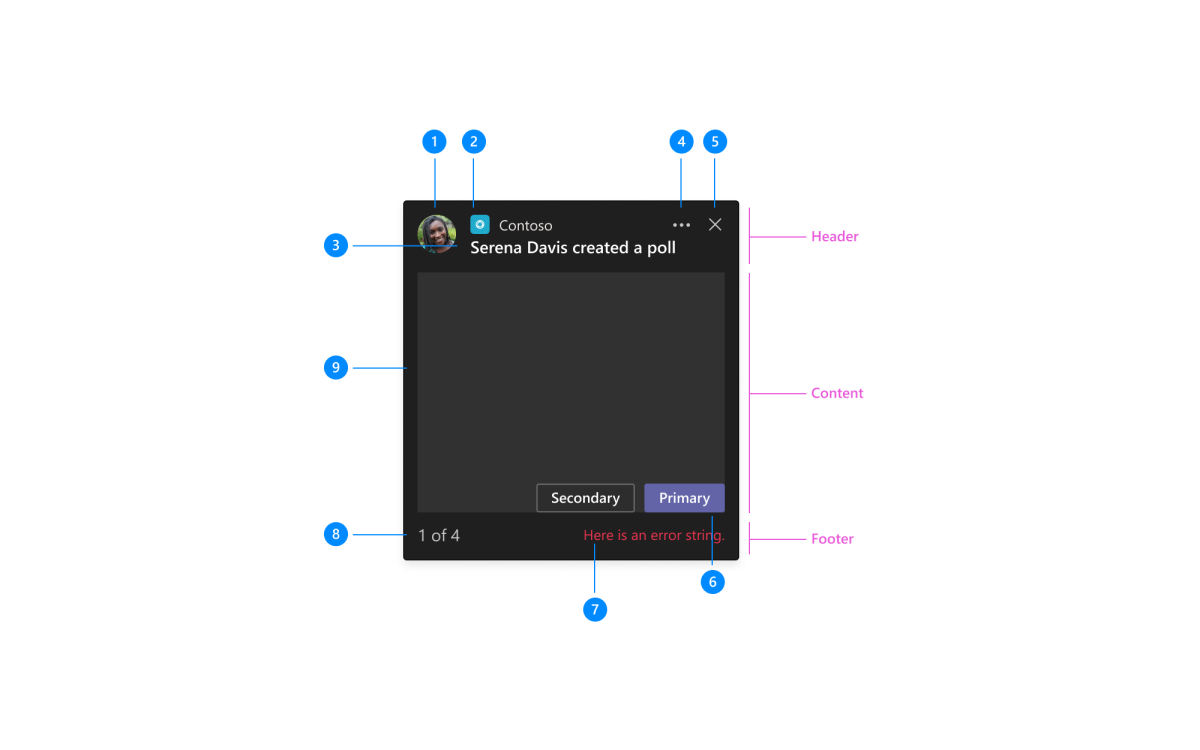 1 2 4 5
Contoso
Header
3
Serena Davis created a poll
9
Content
Secondary Primary
8
1 of 4
Here is an error string.
Footer
6
7